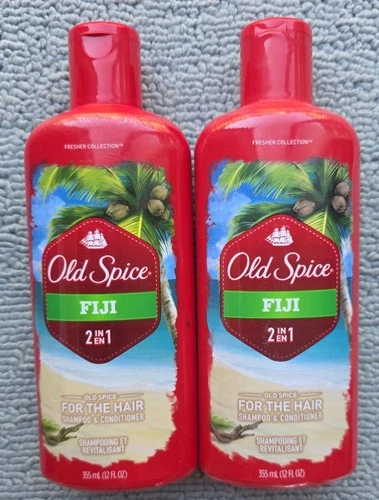 FRESHER COLLECTION™
Old Spice
FIJI
2 IN EN 1
OLD SPICE
FOR THE HAIR
SHAMPOO & CONDITIONER
SHAMPOOING ET
REVITALISANT
355 mL (12 FL OZ)
FRESHER COLLECTION™
Old Spice
FIJI
2 IN EN 1
OLD SPICE
FOR THE HAIR
SHAMPOO & CONDITIONER
SHAMPOOING ET
REVITALISANT
355 mL (12 FL OZ)